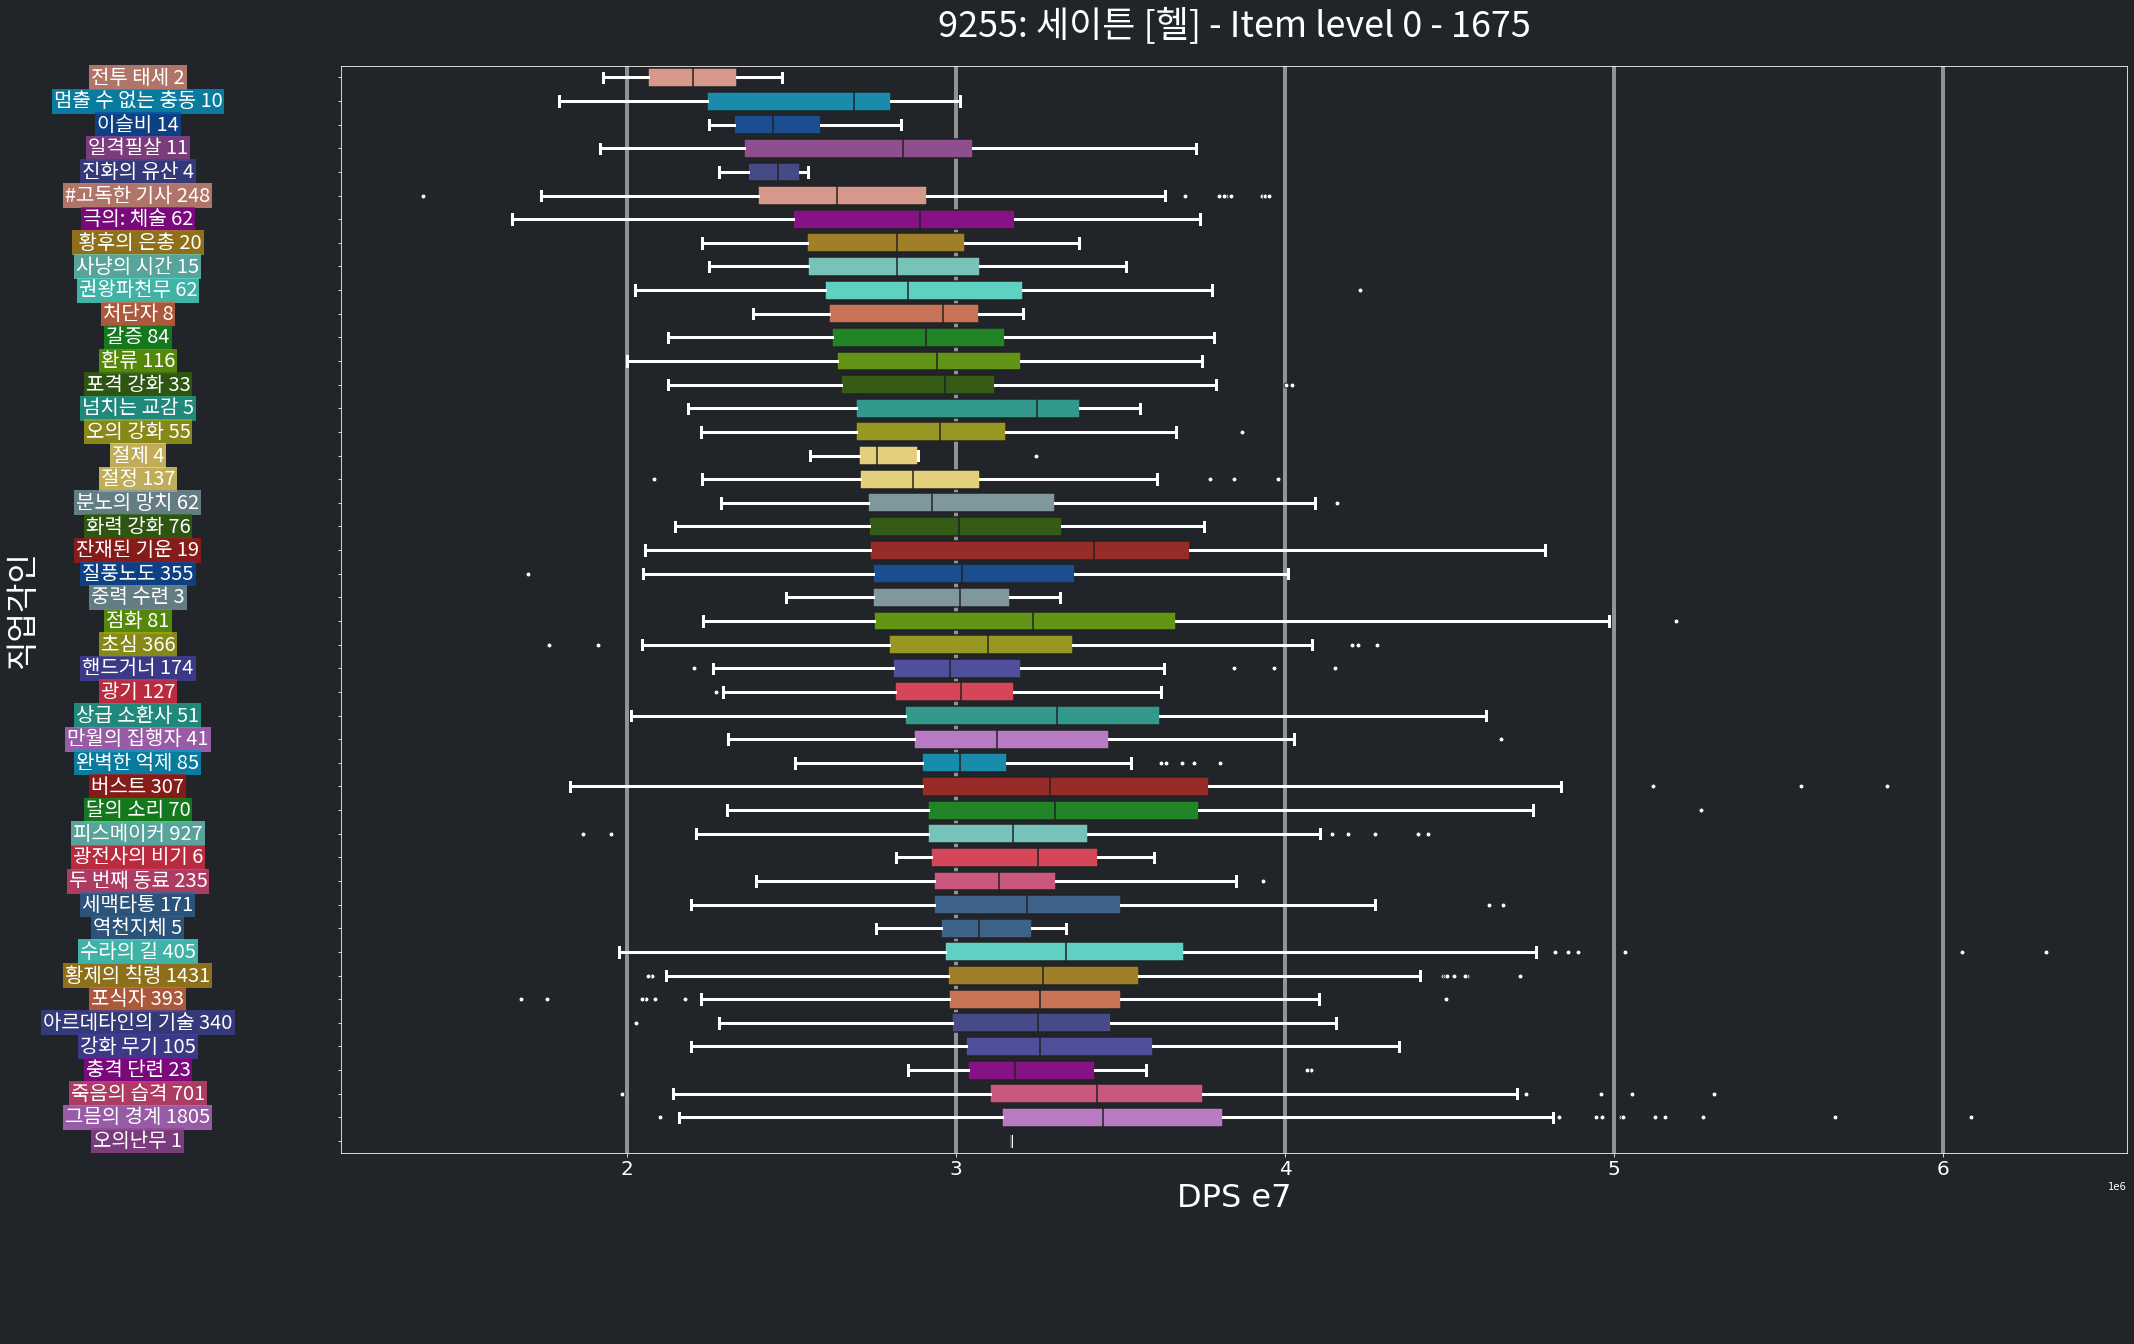 9255: 세이튼 [헬] - Item level 0 - 1675
직업각인
전투 태세 2
멈출 수 없는 충동 10
이슬비 14
일격필살 11
진화의 유산 4
#고독한 기사 248
극의: 체술 62
황후의 은총 20
사냥의 시간 15
권왕파천무 62
처단자 8
갈증 84
환류 116
포격 강화 33
넘치는 교감 5
오의 강화 55
절제 4
절정 137
분노의 망치 62
화력 강화 76
잔재된 기운 19
질풍노도 355
중력 수련 3
점화 81
초심 366
핸드거너 174
광기 127
상급 소환사 51
만월의 집행자 41
완벽한 억제 85
버스트 307
달의 소리 70
피스메이커 927
광전사의 비기 6
두 번째 동료 235
세맥타통 171
역천지체 5
수라의 길 405
황제의 칙령 1431
포식자 393
아르데타인의 기술 340
강화 무기 105
충격 단련 23
죽음의 습격 701
그믐의 경계 1805
오의난무 1
2 3 4 5 6
DPS e7
1e6